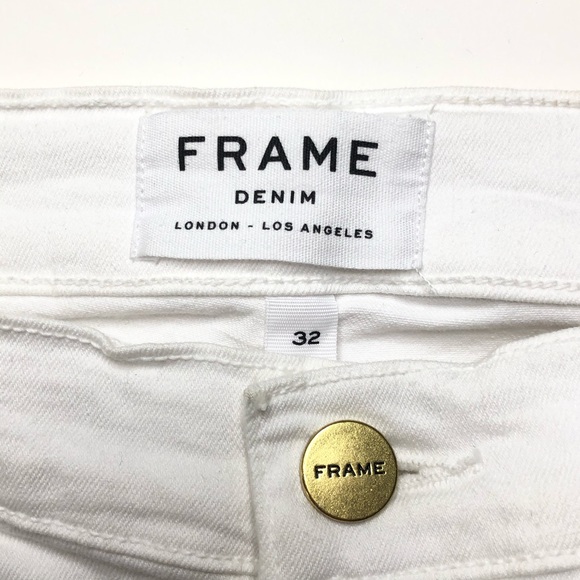 FRAME
DENIM
LONDON - LOS ANGELES
32
FRAME